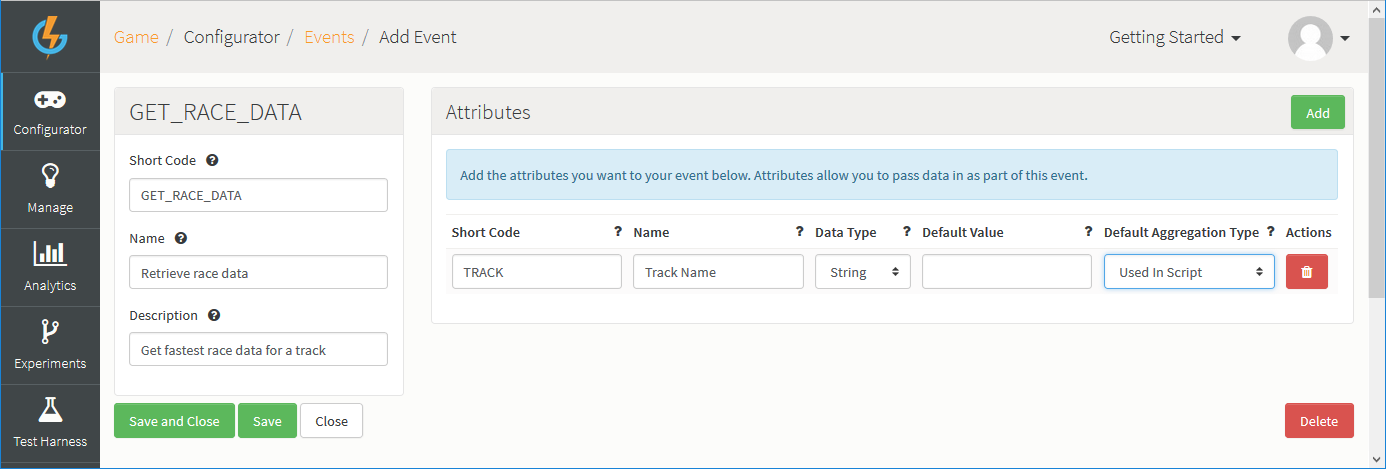 Game / Configurator / Events / Add Event
Getting Started
Configurator
Manage
Analytics
Experiments
Test Harness
GET_RACE_DATA
Short Code ?
GET_RACE_DATA
Name ?
Retrieve race data
Description ?
Get fastest race data for a track
Save and Close Save Close
Attributes
Add
Add the attributes you want to your event below. Attributes allow you to pass data in as part of this event.
Short Code ? Name ? Data Type ? Default Value ? Default Aggregation Type ? Actions
TRACK Track Name String Used In Script
Delete